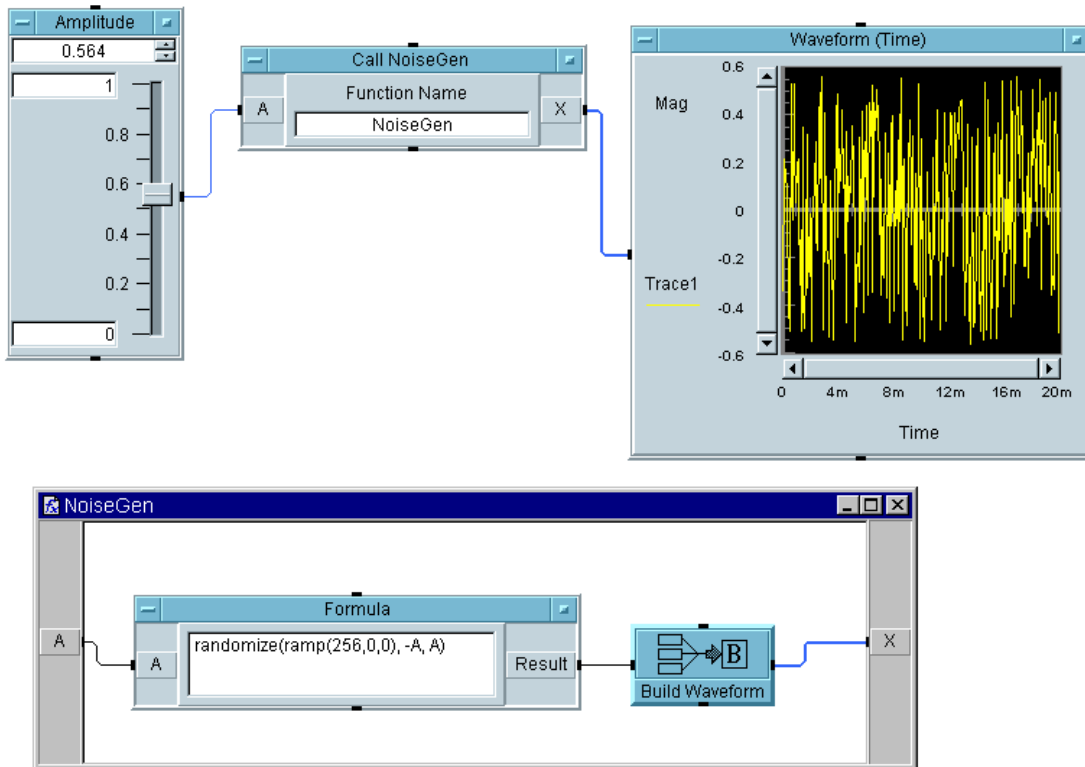 Amplitude
0.564
1
0.8
0.6
0.4
0.2
0
Call NoiseGen
A
Function Name
NoiseGen
X
Waveform (Time)
Mag
Trace1
0.6
0.4
0.2
0
-0.2
-0.4
-0.6
0 4m 8m 12m 16m 20m
Time
NoiseGen
A
Formula
A
randomize(ramp(256,0,0), -A, A)
Result
B
Build Waveform
X